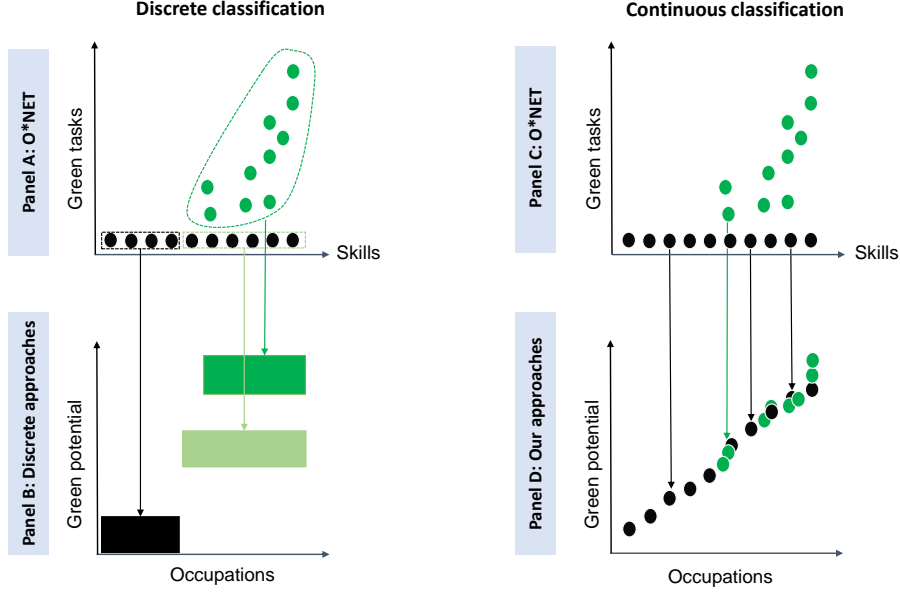 Discrete classification
Continuous classification
Panel A: O*NET
Green tasks
Skills
Panel C: O*NET
Green tasks
Skills
Panel B: Discrete approaches
Green potential
Occupations
Panel D: Our approaches
Green potential
Occupations